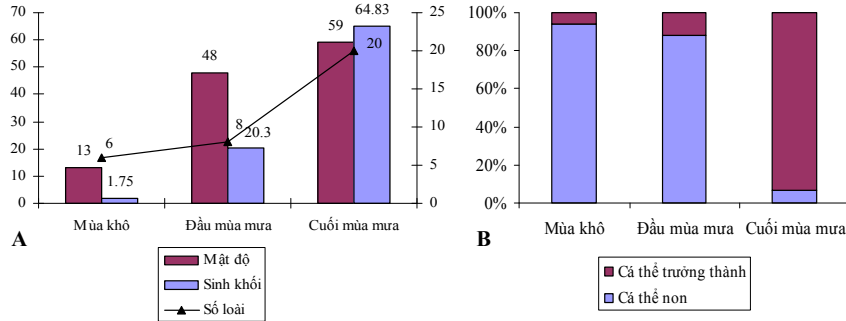 70
60
50
40
30
20
10
0
13
6
1.75
48
8
20.3
59
64.83
20
25
20
15
10
5
0
Mùa khô
Đầu mùa mưa
Cuối mùa mưa
A
Mật độ
Sinh khối
Số loài
100%
80%
60%
40%
20%
0%
Mùa khô
Đầu mùa mưa
Cuối mùa mưa
B
Cá thể trưởng thành
Cá thể non